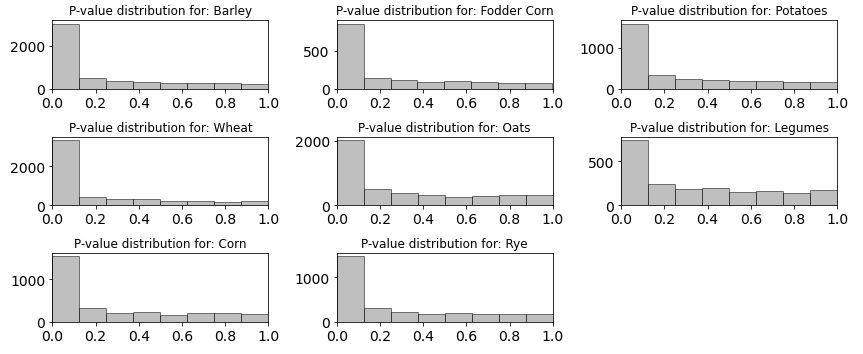 P-value distribution for: Barley
2000
0
0.0 0.2 0.4 0.6 0.8 1.0
P-value distribution for: Fodder Corn
500
0
0.0 0.2 0.4 0.6 0.8 1.0
P-value distribution for: Potatoes
1000
0
0.0 0.2 0.4 0.6 0.8 1.0
P-value distribution for: Wheat
2000
0
0.0 0.2 0.4 0.6 0.8 1.0
P-value distribution for: Oats
2000
1000
0
0.0 0.2 0.4 0.6 0.8 1.0
P-value distribution for: Legumes
500
0
0.0 0.2 0.4 0.6 0.8 1.0
P-value distribution for: Corn
1000
0
0.0 0.2 0.4 0.6 0.8 1.0
P-value distribution for: Rye
1000
0
0.0 0.2 0.4 0.6 0.8 1.0